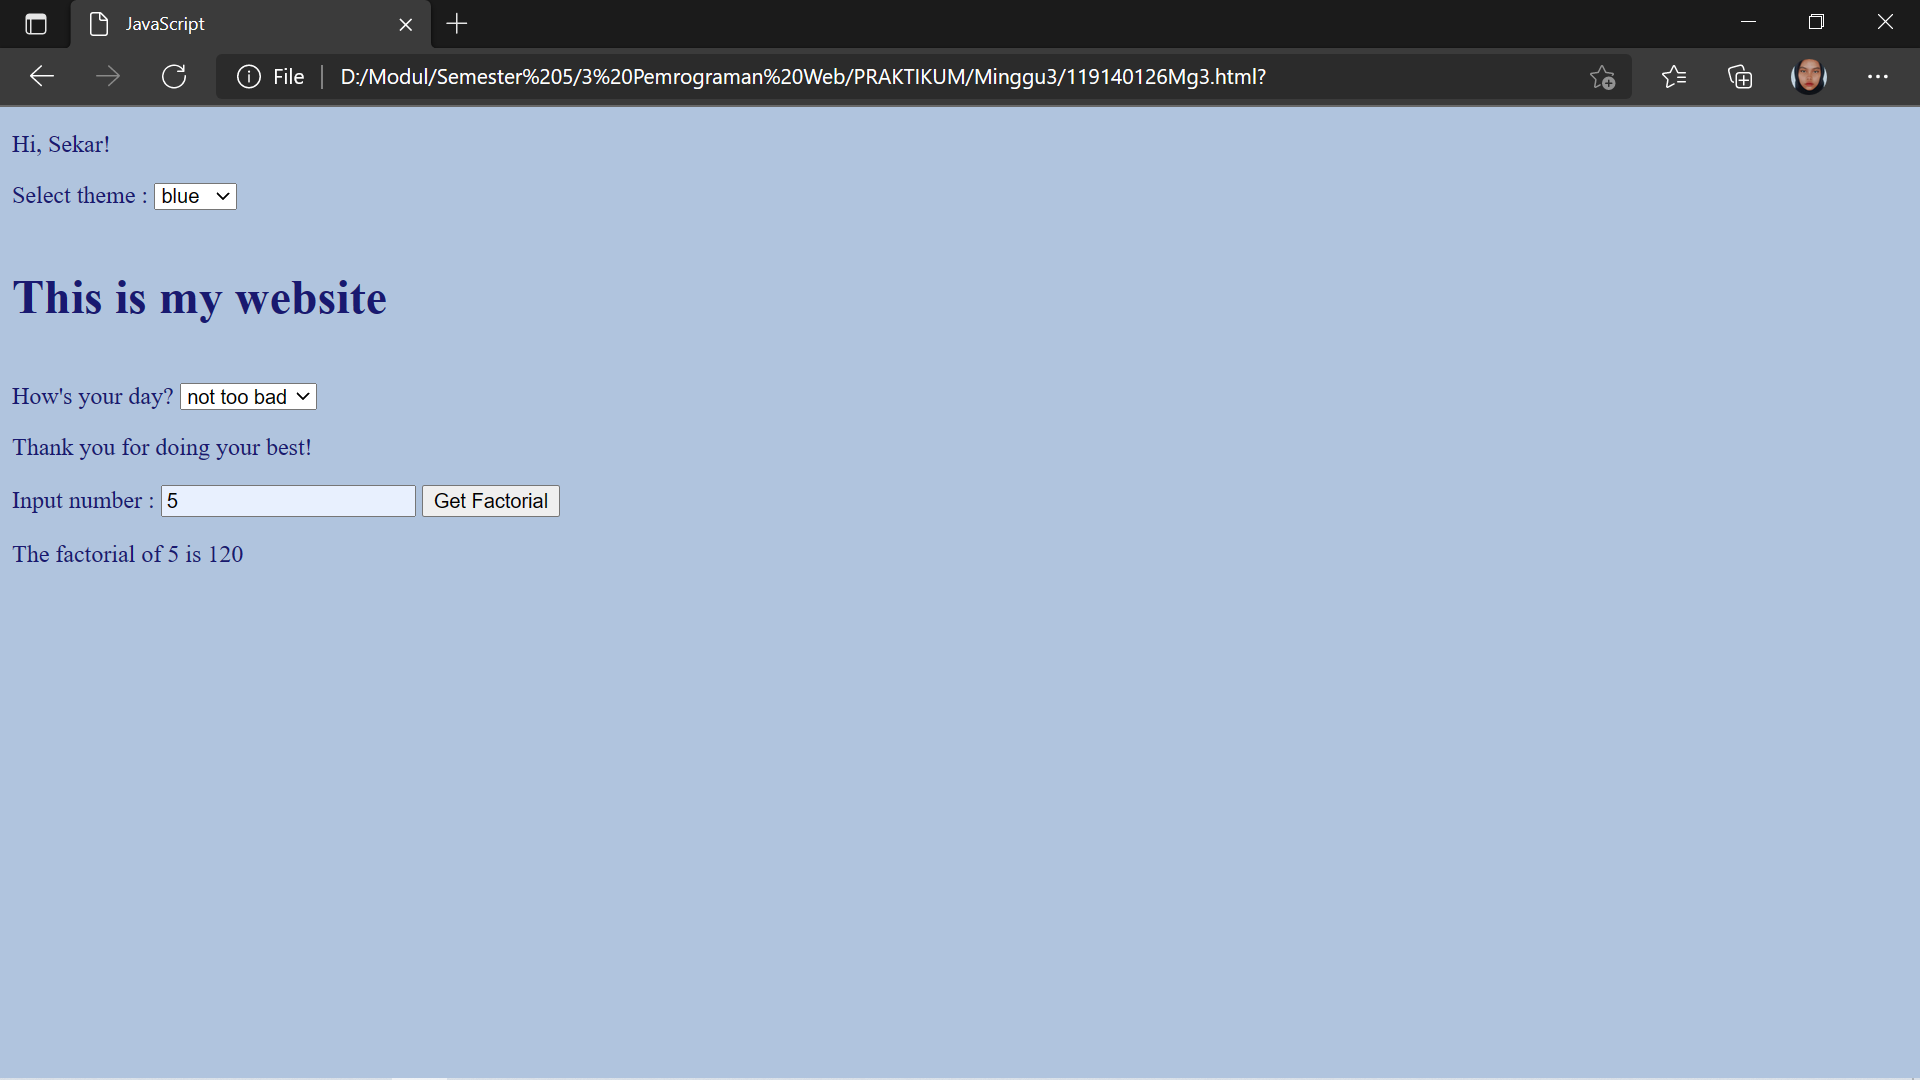 JavaScript
File D:/Modul/Semester%205/3%20Pemrograman%20Web/PRAKTIKUM/Minggu3/119140126Mg3.html?
Hi, Sekar!
Select theme : blue
This is my website
How's your day? not too bad
Thank you for doing your best!
Input number : 5 Get Factorial
The factorial of 5 is 120